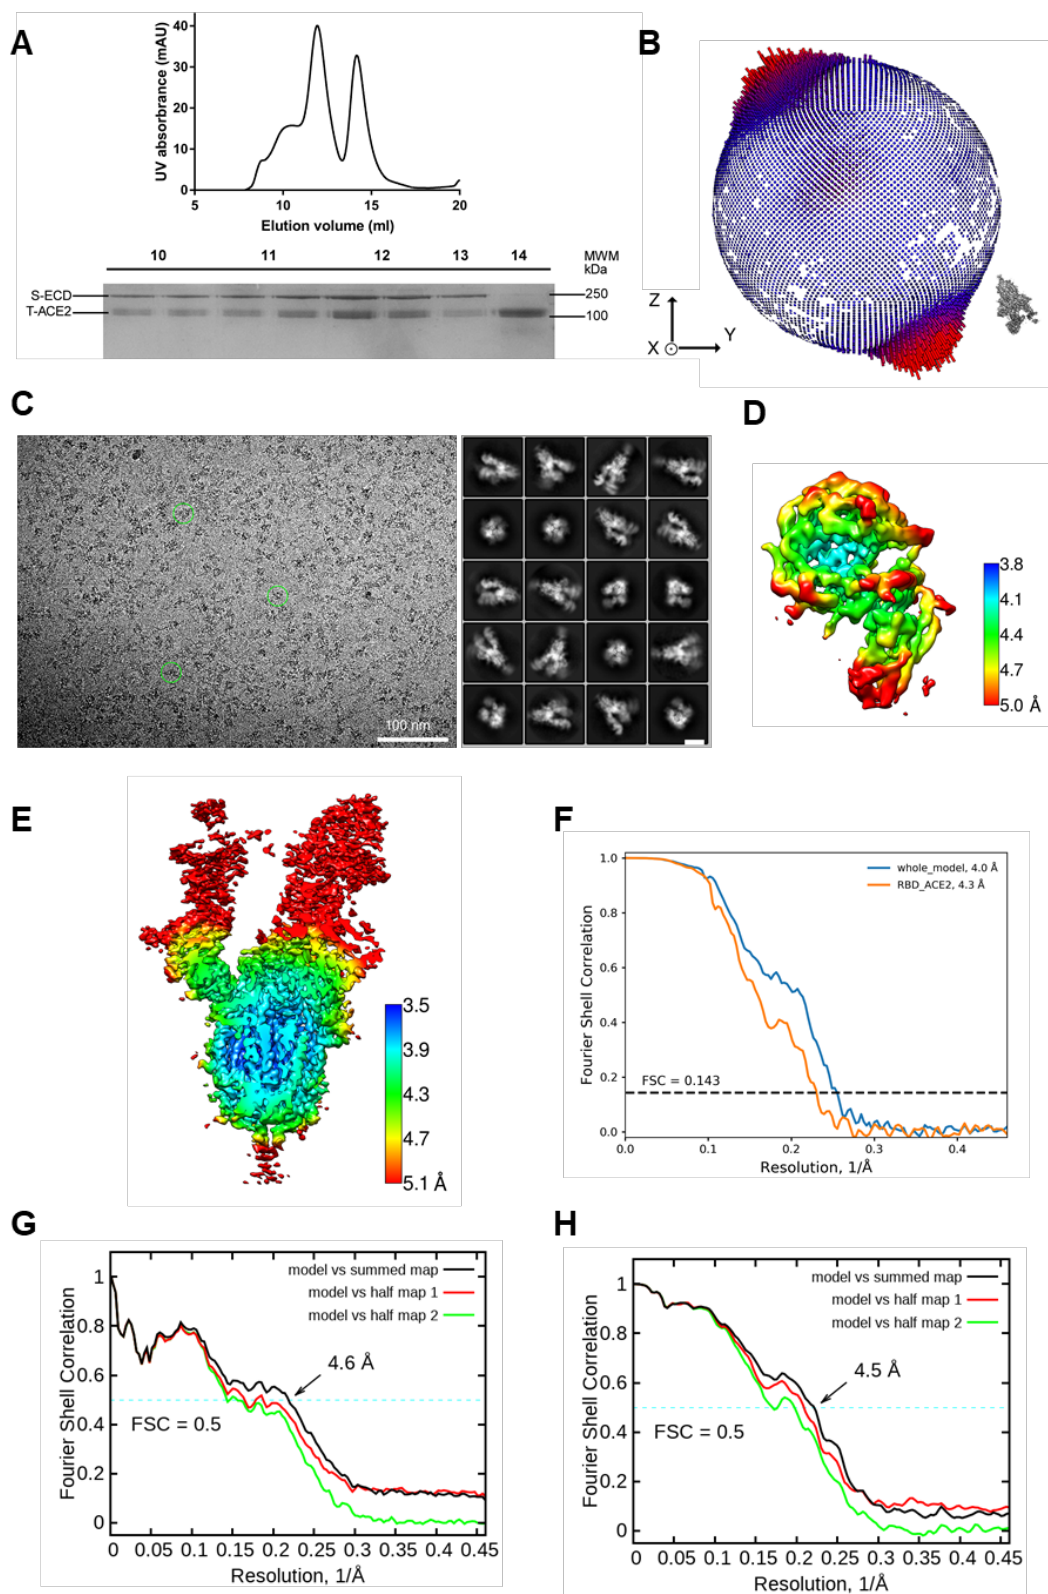 A
UV absorbrance (mAU)
40
30
20
10
0
5
10
15
20
Elution volume (ml)
10
11
12
13
14
MWM
kDa
S-ECD
T-ACE2
250
100
B
Z
Y
X
C
100 nm
D
3.8
4.1
4.4
4.7
5.0 Å
E
3.5
3.9
4.3
4.7
5.1 Å
F
Fourier Shell Correlation
1.0
0.8
0.6
0.4
0.2
0.0
whole_model, 4.0 Å
RBD_ACE2, 4.3 Å
FSC = 0.143
0.0
0.1
0.2
0.3
0.4
Resolution, 1/Å
G
Fourier Shell Correlation
1
0.8
0.6
0.4
0.2
0
model vs summed map
model vs half map 1
model vs half map 2
4.6 Å
FSC = 0.5
0 0.05 0.15 0.2 0.25 0.3 0.35 0.4 0.45
Resolution, 1/Å
H
Fourier Shell Correlation
1
0.8
0.6
0.4
0.2
0
model vs summed map
model vs half map 1
model vs half map 2
4.5 Å
FSC = 0.5
0 0.05 0.1 0.15 0.2 0.25 0.3 0.35 0.4 0.45
Resolution, 1/Å